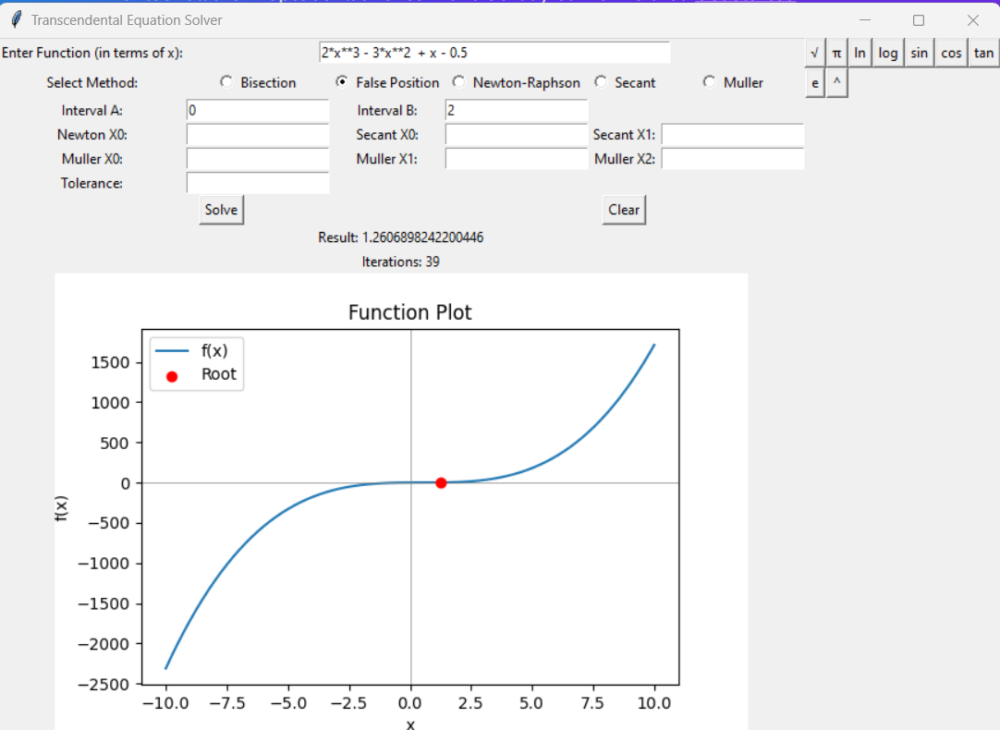 Transcendental Equation Solver
Enter Function (in terms of x): 2*x**3 - 3*x**2 + x - 0.5 √ π ln log sin cos tan
Select Method: Bisection False Position Newton-Raphson Secant Muller e ^
Interval A: 0 Interval B: 2
Newton X0: Secant X0: Secant X1:
Muller X0: Muller X1: Muller X2:
Tolerance:
Solve Clear
Result: 1.2606898242200446
Iterations: 39
Function Plot
f(x)
Root
1500
1000
500
0
−500
−1000
−1500
−2000
−2500
f(x)
−10.0 −7.5 −5.0 −2.5 0.0 2.5 5.0 7.5 10.0
x